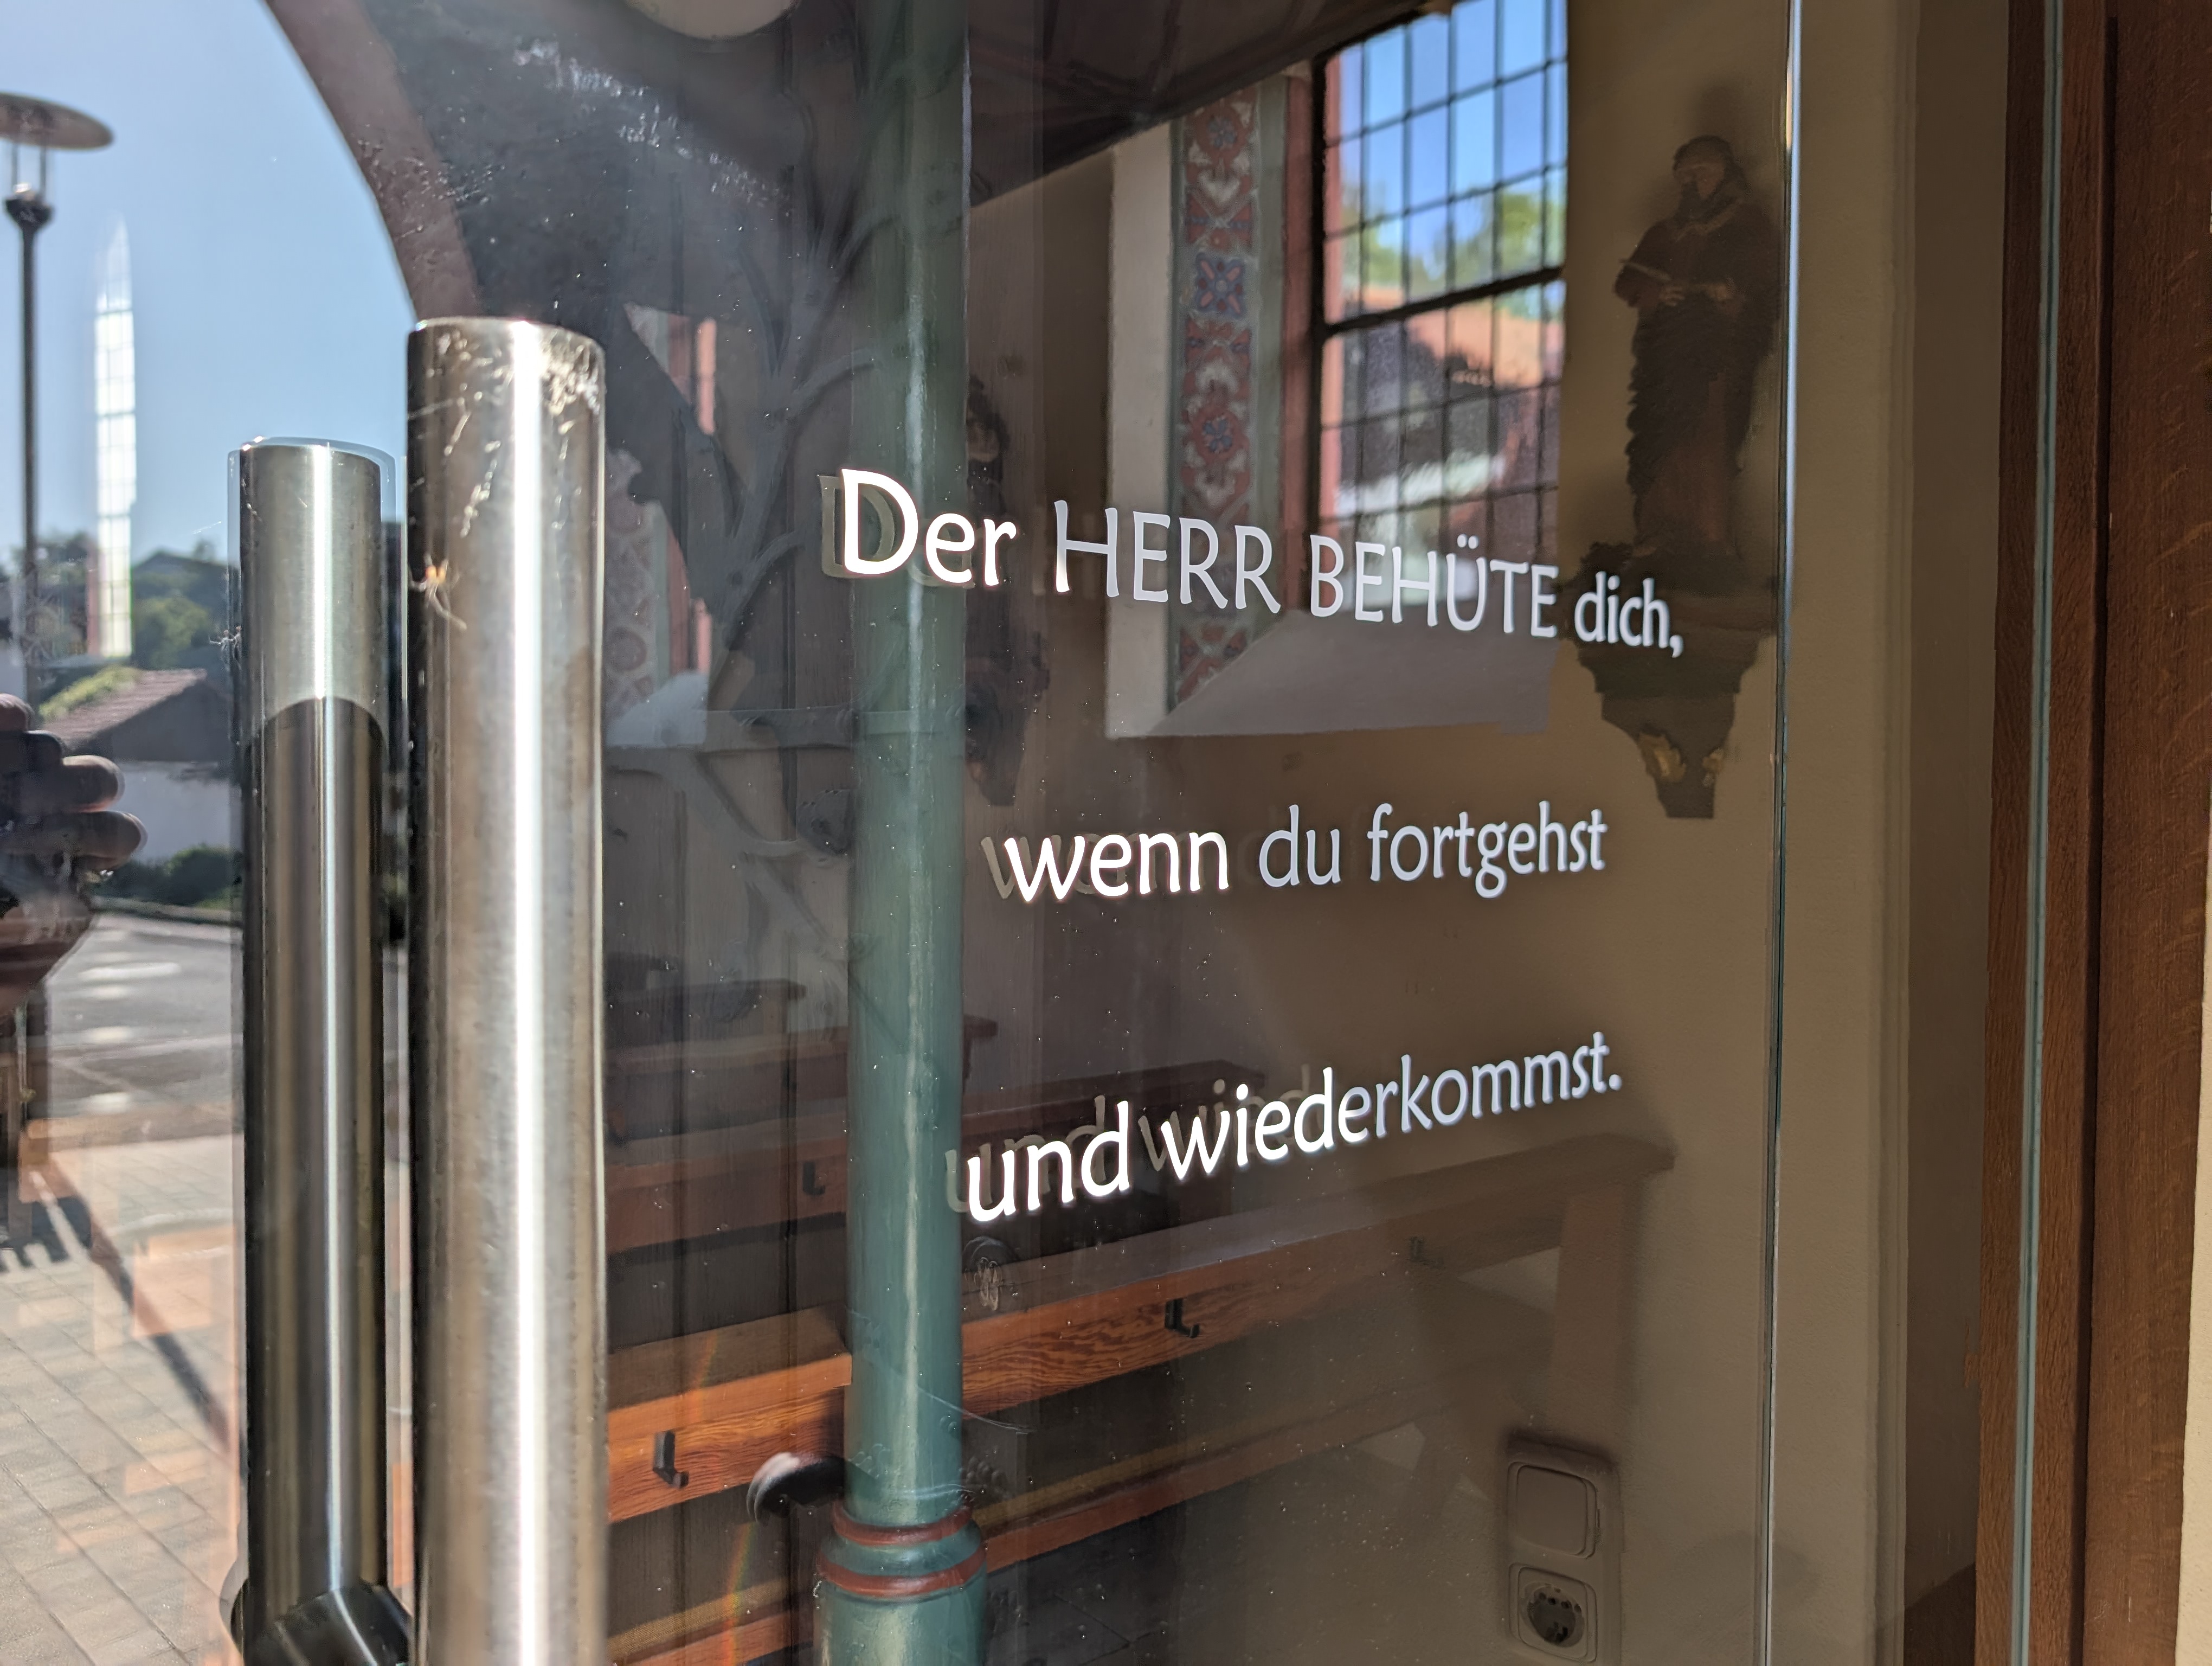 Der HERR BEHÜTE dich,
wenn du fortgehst
und wiederkommst.